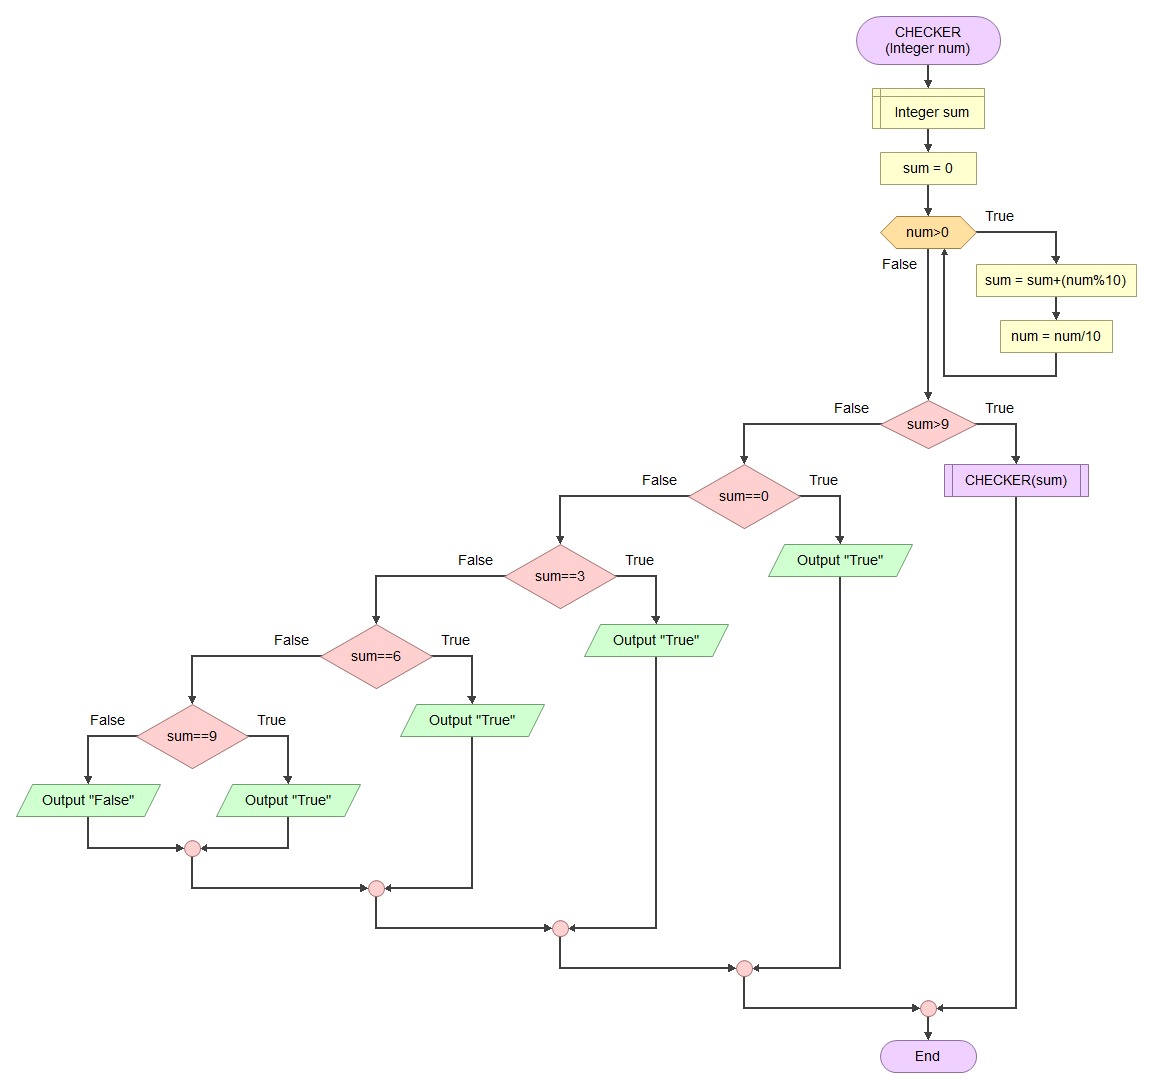 CHECKER
(Integer num)
Integer sum
sum = 0
num>0
True
False
sum = sum+(num%10)
num = num/10
sum>9
False
True
CHECKER(sum)
sum==0
False
True
Output "True"
sum==3
False
True
Output "True"
sum==6
False
True
Output "True"
sum==9
False
True
Output "False"
Output "True"
End